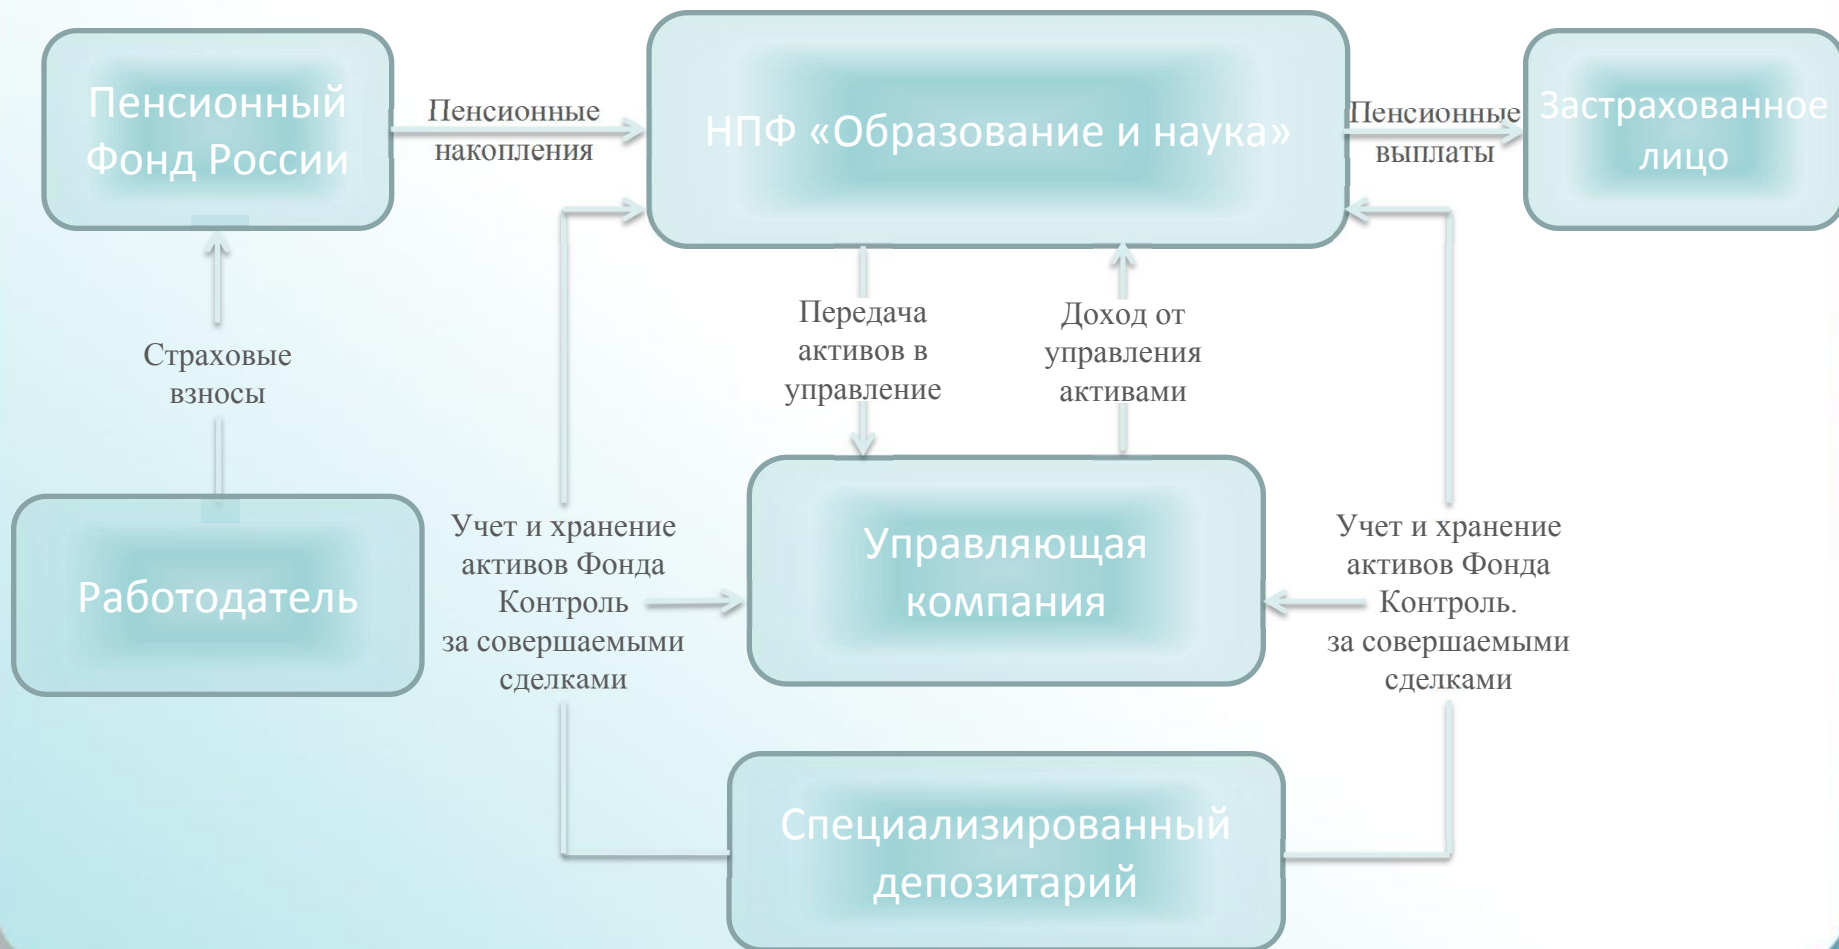 Пенсионный
Фонд России
Пенсионные
накопления
НПФ «Образование и наука»
Пенсионные
выплаты
Застрахованное
лицо
Страховые
взносы
Передача
активов в
управление
Доход от
управления
активами
Работодатель
Учет и хранение
активов Фонда
Контроль
за совершаемыми
сделками
Управляющая
компания
Учет и хранение
активов Фонда
Контроль.
за совершаемыми
сделками
Специализированный
депозитарий